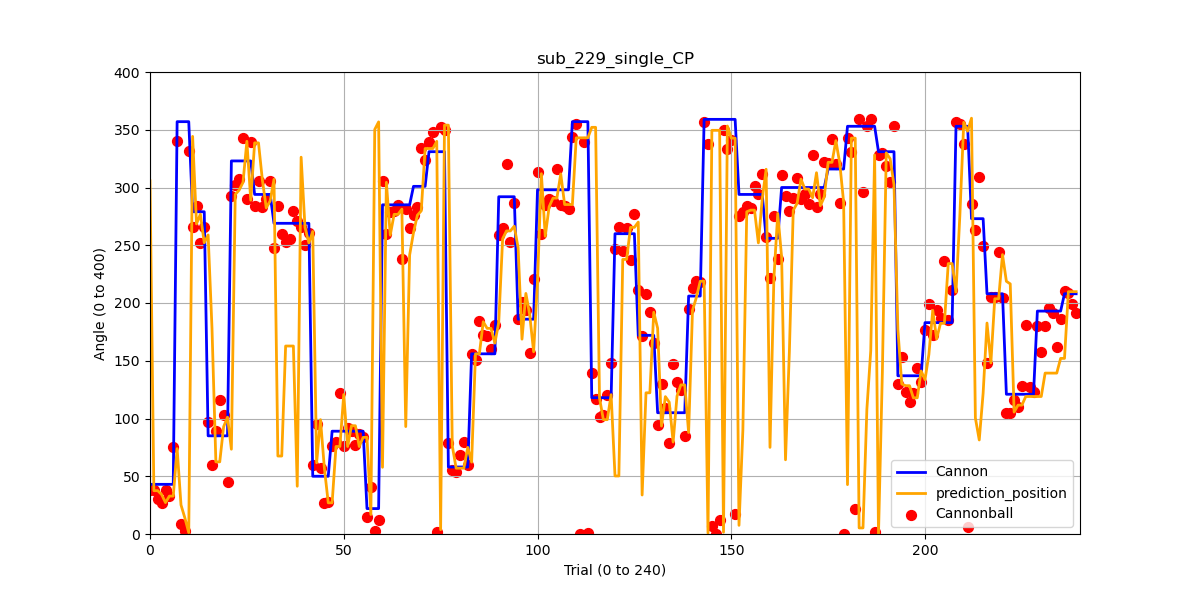 sub_229_single_CP
Angle (0 to 400)
400
350
300
250
200
150
100
50
0
0 50 100 150 200
Trial (0 to 240)
Cannon
prediction_position
Cannonball